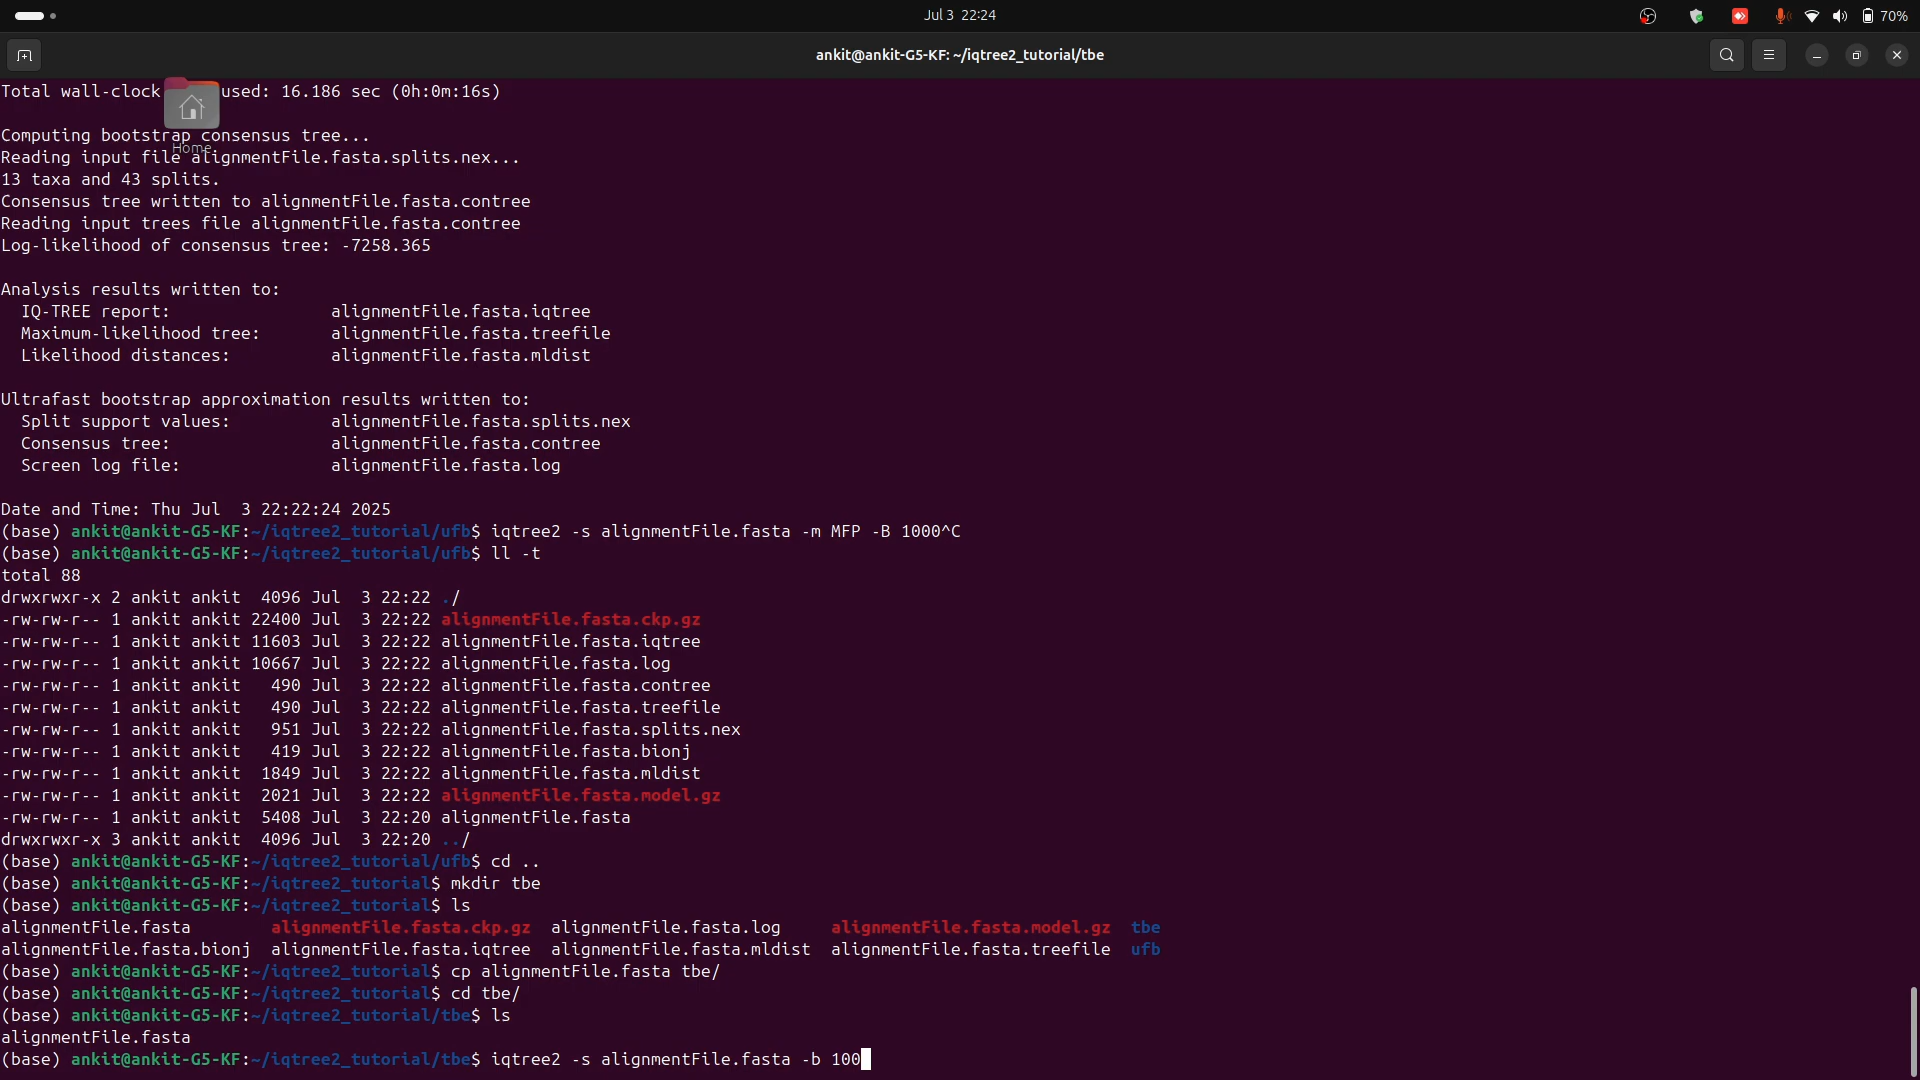 Jul 3 22:24
70%
ankit@ankit-G5-KF: ~/iqtree2_tutorial/tbe
Total wall-clock used: 16.186 sec (0h:0m:16s)
Computing bootstrap consensus tree...
Home
Reading input file alignmentFile.fasta.splits.nex...
13 taxa and 43 splits.
Consensus tree written to alignmentFile.fasta.contree
Reading input trees file alignmentFile.fasta.contree
Log-likelihood of consensus tree: -7258.365
Analysis results written to:
IQ-TREE report: alignmentFile.fasta.iqtree
Maximum-likelihood tree: alignmentFile.fasta.treefile
Likelihood distances: alignmentFile.fasta.mldist
Ultrafast bootstrap approximation results written to:
Split support values: alignmentFile.fasta.splits.nex
Consensus tree: alignmentFile.fasta.contree
Screen log file: alignmentFile.fasta.log
Date and Time: Thu Jul  3 22:22:24 2025
(base) ankit@ankit-G5-KF:~/iqtree2_tutorial/ufb$ iqtree2 -s alignmentFile.fasta -m MFP -B 1000^C
(base) ankit@ankit-G5-KF:~/iqtree2_tutorial/ufb$ ll -t
total 88
drwxrwxr-x 2 ankit ankit  4096 Jul  3 22:22 ./
-rw-rw-r-- 1 ankit ankit 22400 Jul  3 22:22 alignmentFile.fasta.ckp.gz
-rw-rw-r-- 1 ankit ankit 11603 Jul  3 22:22 alignmentFile.fasta.iqtree
-rw-rw-r-- 1 ankit ankit 10667 Jul  3 22:22 alignmentFile.fasta.log
-rw-rw-r-- 1 ankit ankit   490 Jul  3 22:22 alignmentFile.fasta.contree
-rw-rw-r-- 1 ankit ankit   490 Jul  3 22:22 alignmentFile.fasta.treefile
-rw-rw-r-- 1 ankit ankit   951 Jul  3 22:22 alignmentFile.fasta.splits.nex
-rw-rw-r-- 1 ankit ankit   419 Jul  3 22:22 alignmentFile.fasta.bionj
-rw-rw-r-- 1 ankit ankit  1849 Jul  3 22:22 alignmentFile.fasta.mldist
-rw-rw-r-- 1 ankit ankit  2021 Jul  3 22:22 alignmentFile.fasta.model.gz
-rw-rw-r-- 1 ankit ankit  5408 Jul  3 22:20 alignmentFile.fasta
drwxrwxr-x 3 ankit ankit  4096 Jul  3 22:20 ../
(base) ankit@ankit-G5-KF:~/iqtree2_tutorial/ufb$ cd ..
(base) ankit@ankit-G5-KF:~/iqtree2_tutorial$ mkdir tbe
(base) ankit@ankit-G5-KF:~/iqtree2_tutorial$ ls
alignmentFile.fasta alignmentFile.fasta.ckp.gz alignmentFile.fasta.log alignmentFile.fasta.model.gz tbe
alignmentFile.fasta.bionj alignmentFile.fasta.iqtree alignmentFile.fasta.mldist alignmentFile.fasta.treefile ufb
(base) ankit@ankit-G5-KF:~/iqtree2_tutorial$ cp alignmentFile.fasta tbe/
(base) ankit@ankit-G5-KF:~/iqtree2_tutorial$ cd tbe/
(base) ankit@ankit-G5-KF:~/iqtree2_tutorial/tbe$ ls
alignmentFile.fasta
(base) ankit@ankit-G5-KF:~/iqtree2_tutorial/tbe$ iqtree2 -s alignmentFile.fasta -b 100